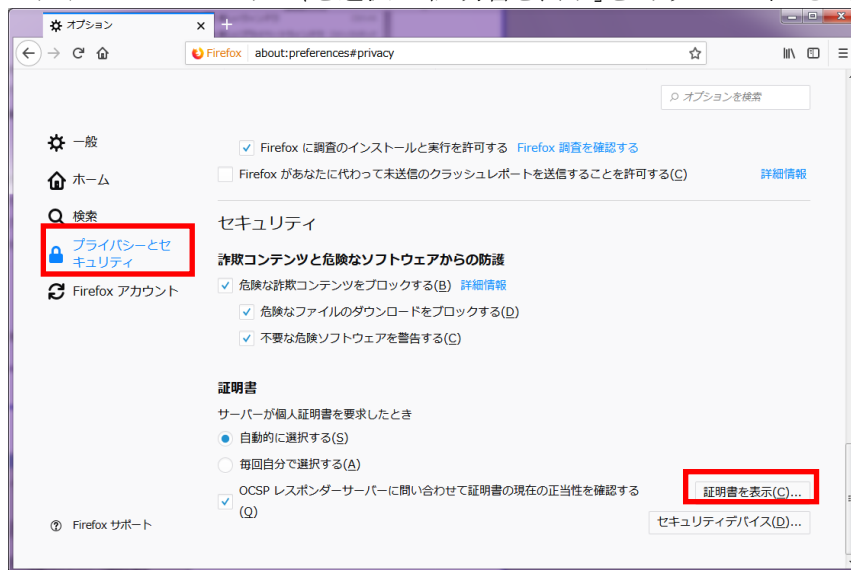 オプション
Firefox about:preferences#privacy
オプションを検索
一般
ホーム
検索
プライバシーとセ
キュリティ
Firefox アカウント
Firefox サポート
Firefox に調査のインストールと実行を許可する Firefox 調査を確認する
Firefox があなたに代わって未送信のクラッシュレポートを送信することを許可する(C) 詳細情報
セキュリティ
詐欺コンテンツと危険なソフトウェアからの防護
危険な詐欺コンテンツをブロックする(B) 詳細情報
危険なファイルのダウンロードをブロックする(D)
不要な危険ソフトウェアを警告する(C)
証明書
サーバーが個人証明書を要求したとき
自動的に選択する(S)
毎回自分で選択する(A)
OCSP レスポンダーサーバーに問い合わせて証明書の現在の正当性を確認する
(Q)
証明書を表示(C)...
セキュリティデバイス(D)...